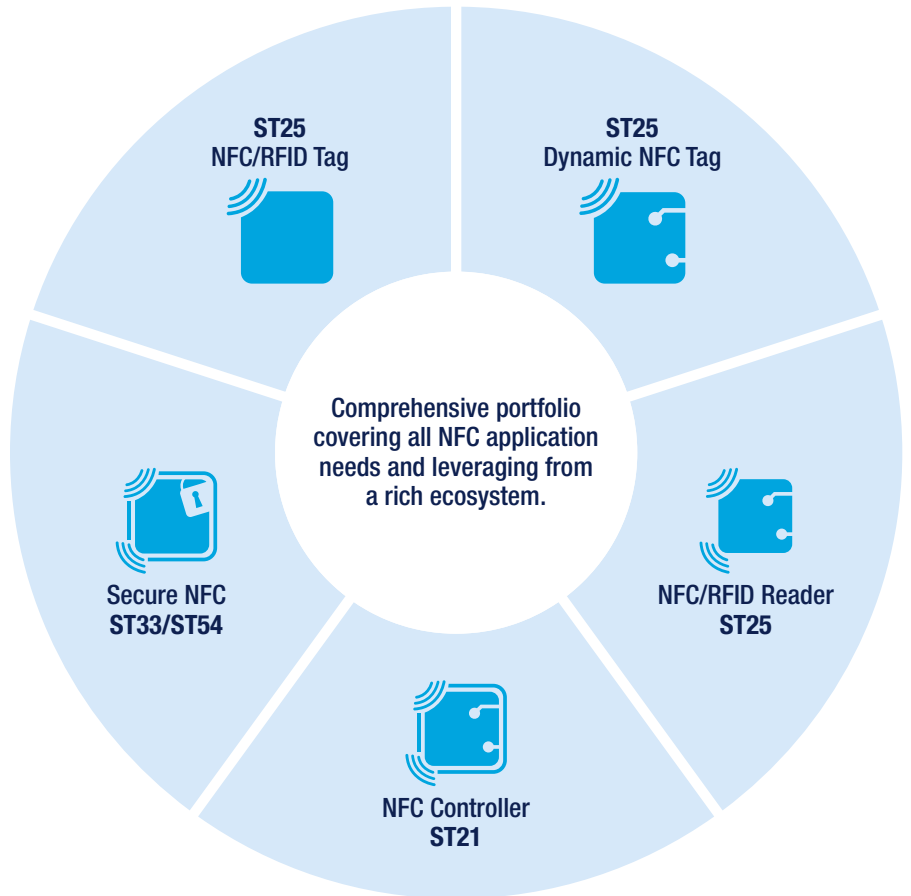 ST25
NFC/RFID Tag
ST25
Dynamic NFC Tag
Comprehensive portfolio
covering all NFC application
needs and leveraging from
a rich ecosystem.
Secure NFC
ST33/ST54
NFC/RFID Reader
ST25
NFC Controller
ST21